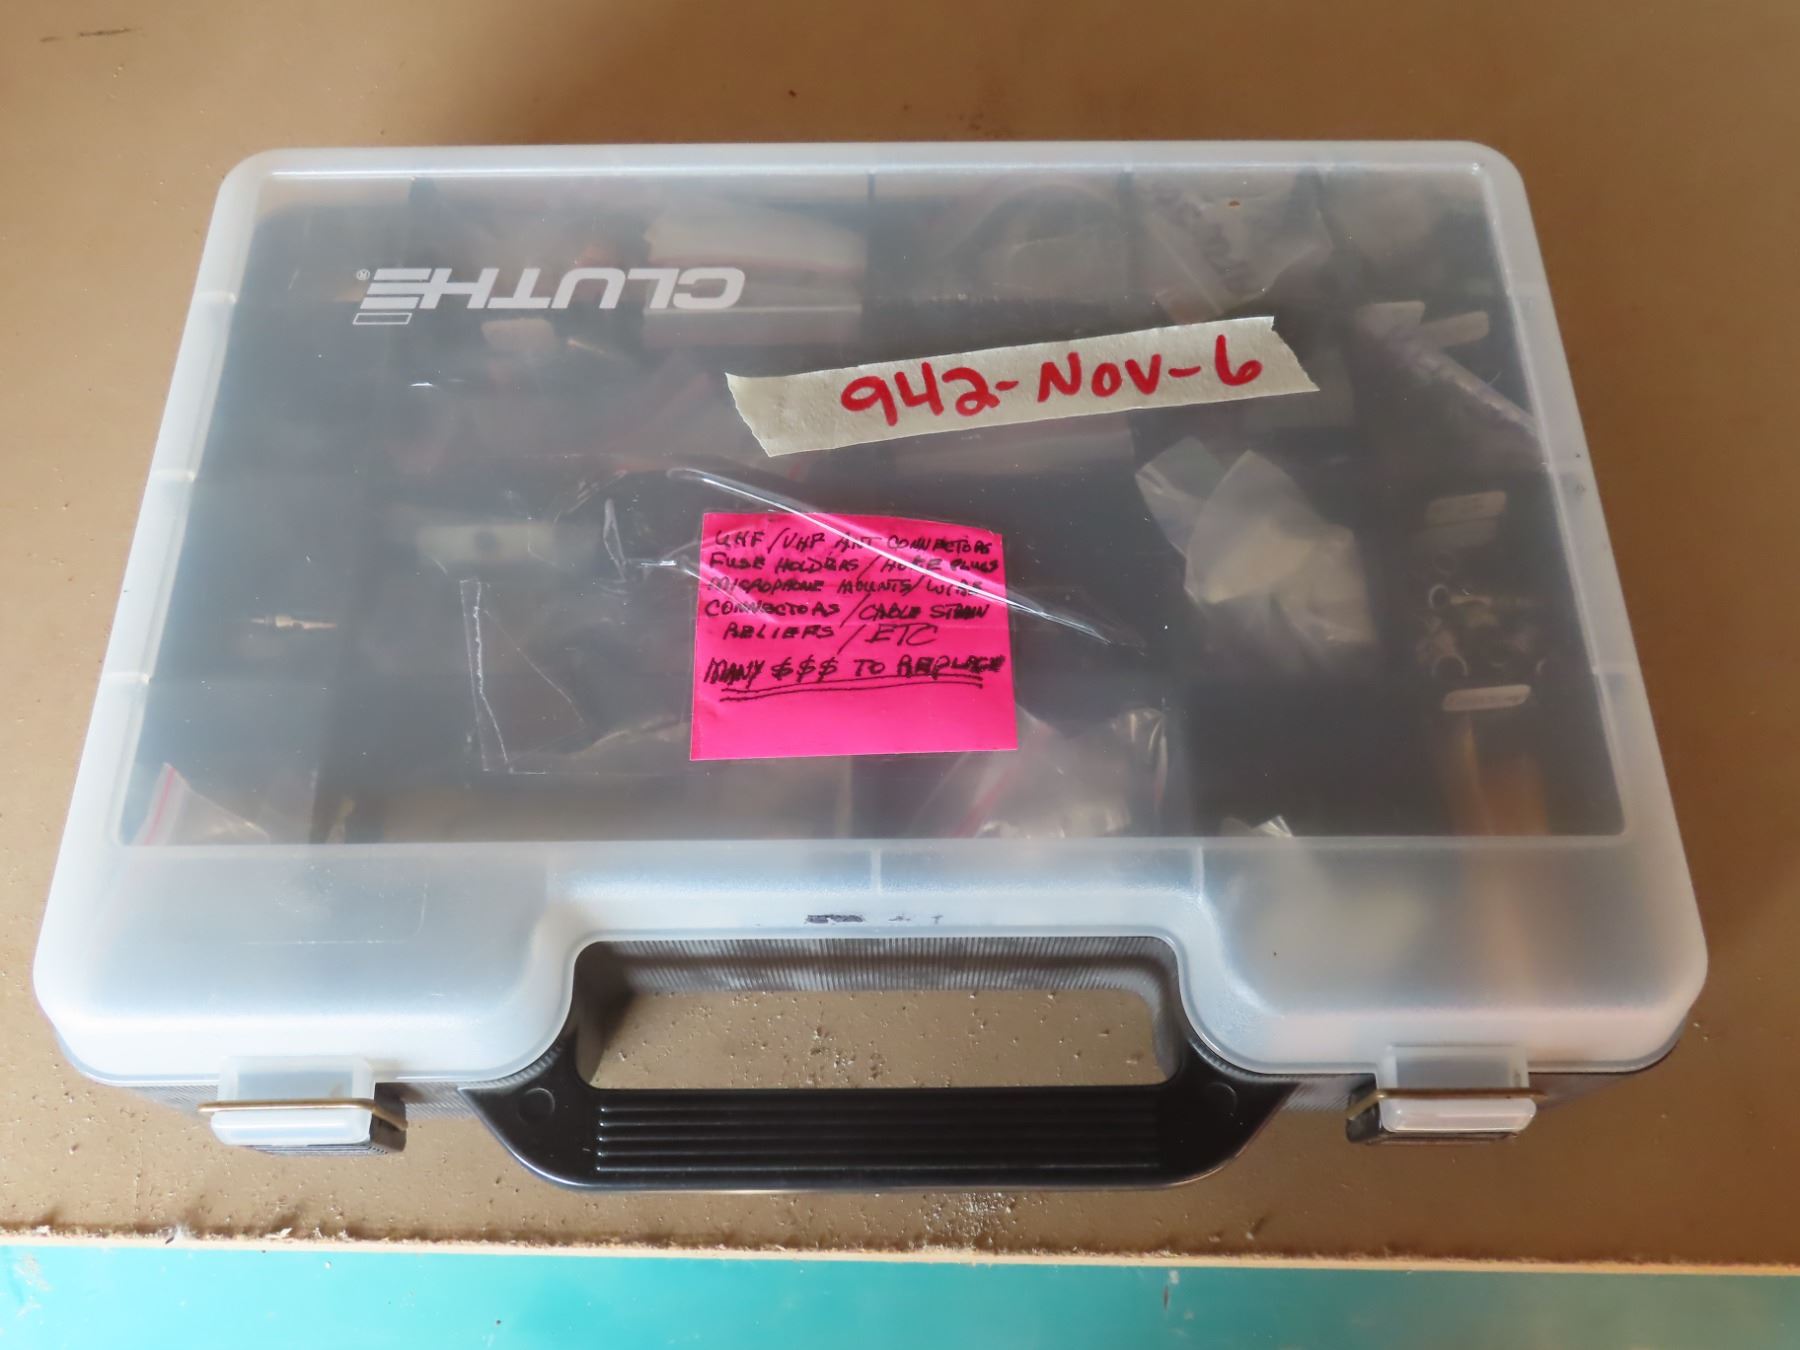 CLUTHE®
942-Nov-6
UHF/VHF ANT CONNECTORS
FUSE HOLDERS/HOLE PLUGS
MICROPHONE MOUNTS/WIRE
CONNECTORS/CABLE STRAIN
RELIEFS/ETC
MANY $$$ TO REPLACE